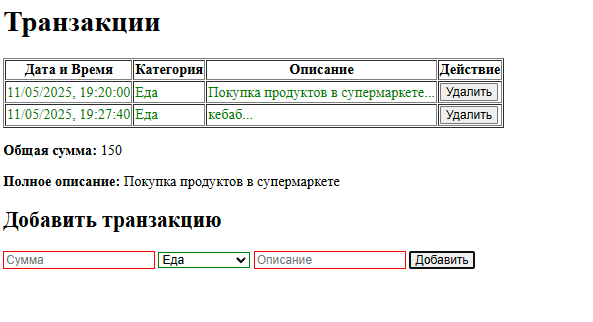 Транзакции
Дата и Время Категория Описание Действие
11/05/2025, 19:20:00 Еда Покупка продуктов в супермаркете... Удалить
11/05/2025, 19:27:40 Еда кебаб... Удалить
Общая сумма: 150
Полное описание: Покупка продуктов в супермаркете
Добавить транзакцию
Сумма Еда Описание Добавить